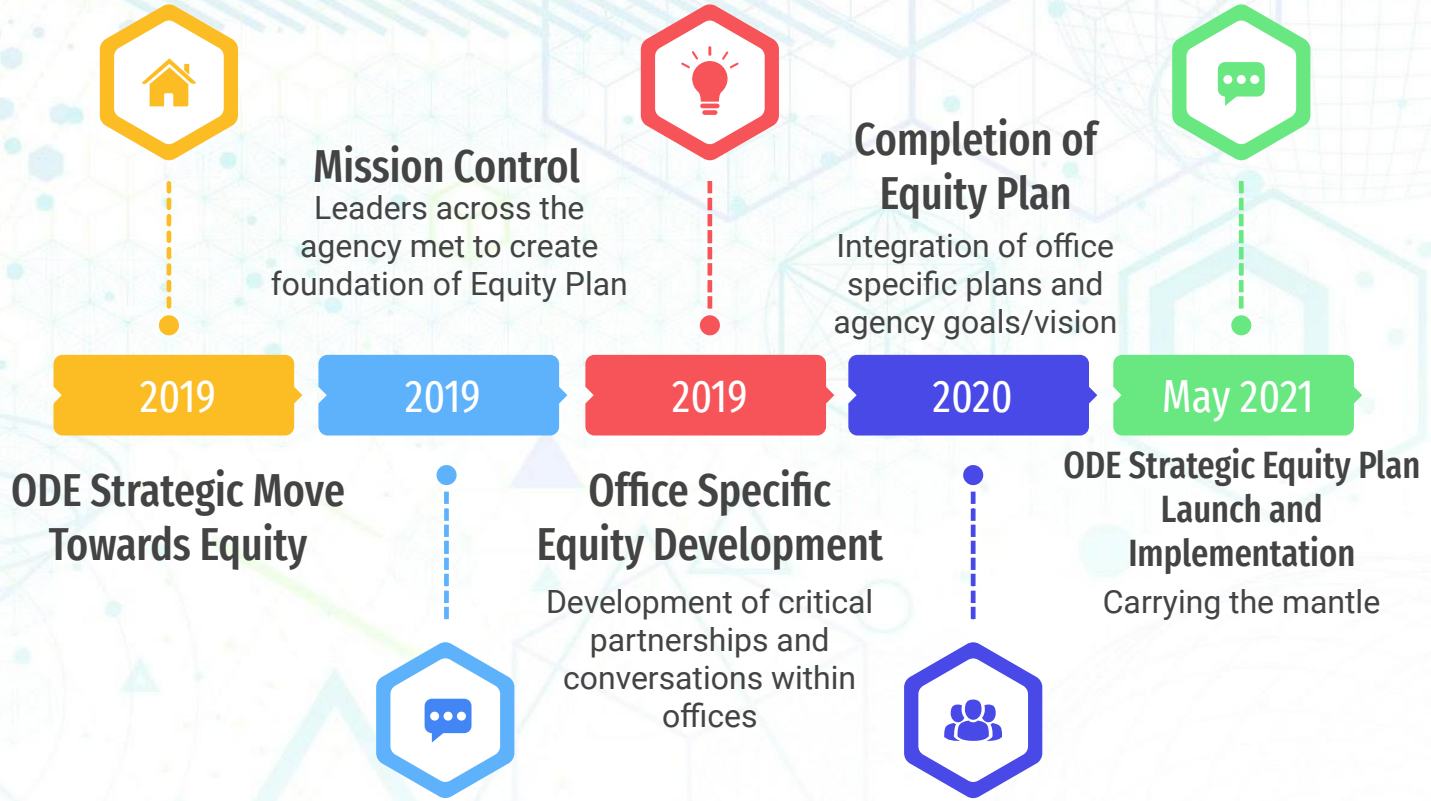 Mission Control
Leaders across the
agency met to create
foundation of Equity Plan
Completion of
Equity Plan
Integration of office
specific plans and
agency goals/vision
2019
2019
2019
2020
May 2021
ODE Strategic Move
Towards Equity
Office Specific
Equity Development
Development of critical
partnerships and
conversations within
offices
ODE Strategic Equity Plan
Launch and
Implementation
Carrying the mantle